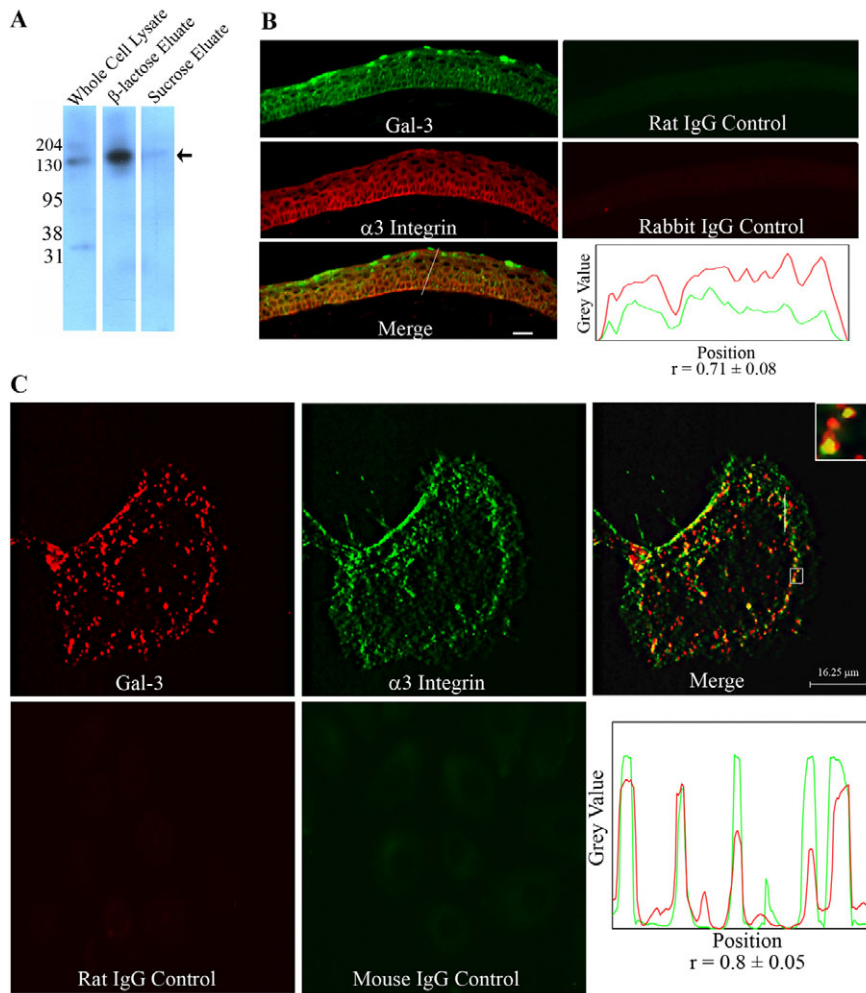 A
Whole Cell Lysate
β-lactose Eluate
Sucrose Eluate
204
130
95
38
31
B
Gal-3
Rat IgG Control
α3 Integrin
Rabbit IgG Control
Merge
Grey Value
Position
r = 0.71 ± 0.08
C
Gal-3
α3 Integrin
Merge
16.25 µm
Rat IgG Control
Mouse IgG Control
Grey Value
Position
r = 0.8 ± 0.05